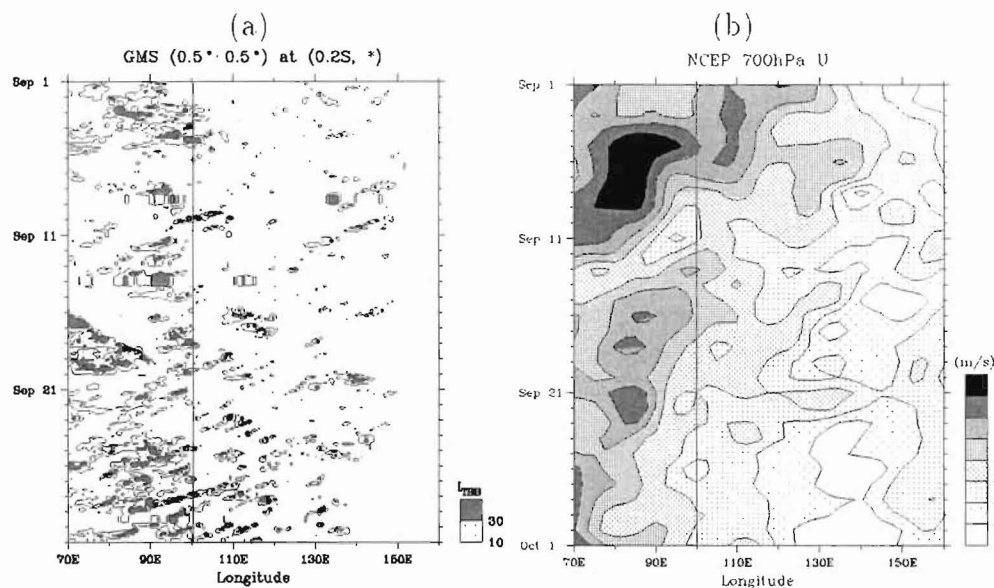 (a)
GMS (0.5° 0.5°) at (0.2S, *)
Sep 1
Sep 11
Sep 21
70E 90E 110E 130E 150E
Longitude
30
10
(b)
NCEP 700hPa U
Sep 1
Sep 11
Sep 21
Oct 1
70E 90E 110E 130E 150E
Longitude
(m/s)